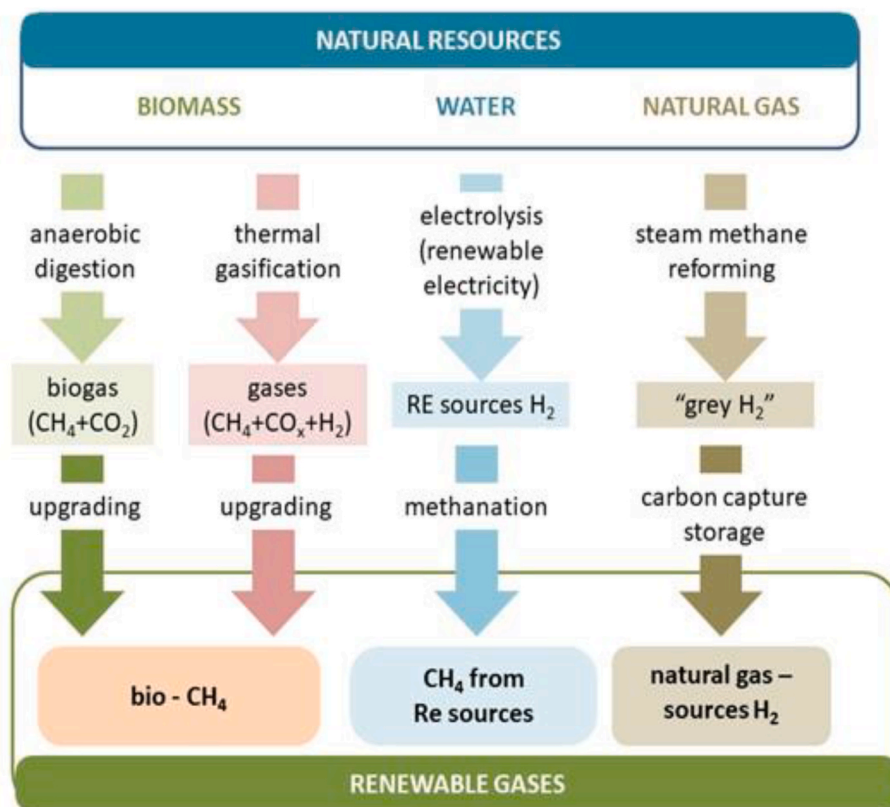 NATURAL RESOURCES
BIOMASS
WATER
NATURAL GAS
anaerobic
digestion
thermal
gasification
electrolysis
(renewable
electricity)
steam methane
reforming
biogas
(CH₄+CO₂)
gases
(CH₄+COₓ+H₂)
RE sources H₂
“grey H₂”
upgrading
upgrading
methanation
carbon capture
storage
bio - CH₄
CH₄ from
Re sources
natural gas –
sources H₂
RENEWABLE GASES